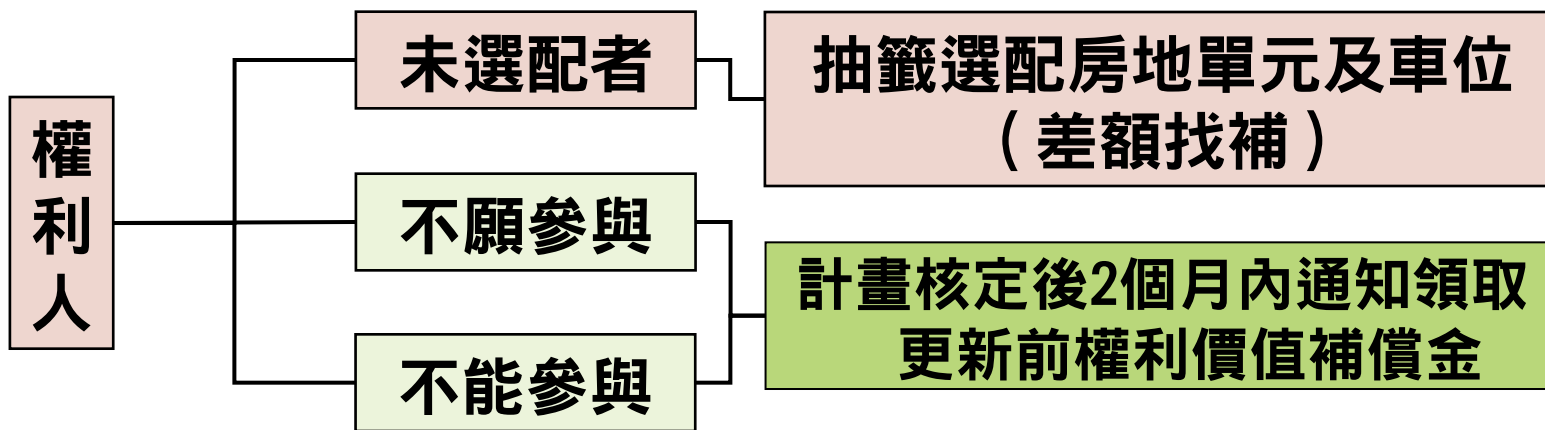 權利人
未選配者
抽籤選配房地單元及車位
(差額找補)
不願參與
不能參與
計畫核定後2個月內通知領取
更新前權利價值補償金